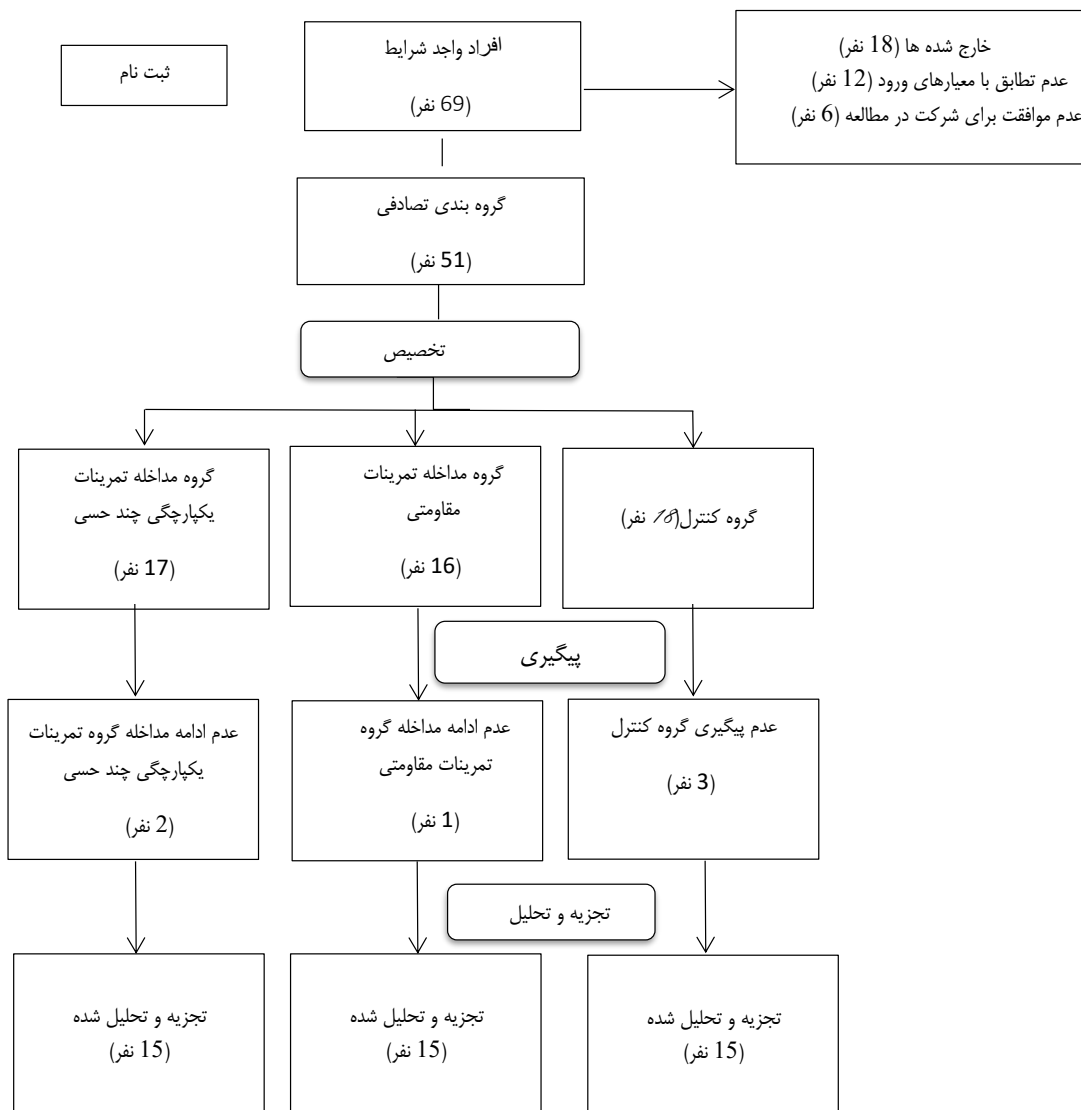 ثبت نام
افراد واجد شرایط
(69 نفر)
خارج شده ها (18 نفر)
عدم تطابق با معیارهای ورود (12 نفر)
عدم موافقت برای شرکت در مطالعه (6 نفر)
گروه بندی تصادفی
(51 نفر)
تخصیص
گروه مداخله تمرینات
یکپارچگی چند حسی
(17 نفر)
گروه مداخله تمرینات
مقاومتی
(16 نفر)
گروه کنترل(18 نفر)
پیگیری
عدم ادامه مداخله گروه تمرینات
یکپارچگی چند حسی
(2 نفر)
عدم ادامه مداخله گروه
تمرینات مقاومتی
(1 نفر)
عدم پیگیری گروه کنترل
(3 نفر)
تجزیه و تحلیل
تجزیه و تحلیل شده
(15 نفر)
تجزیه و تحلیل شده
(15 نفر)
تجزیه و تحلیل شده
(15 نفر)